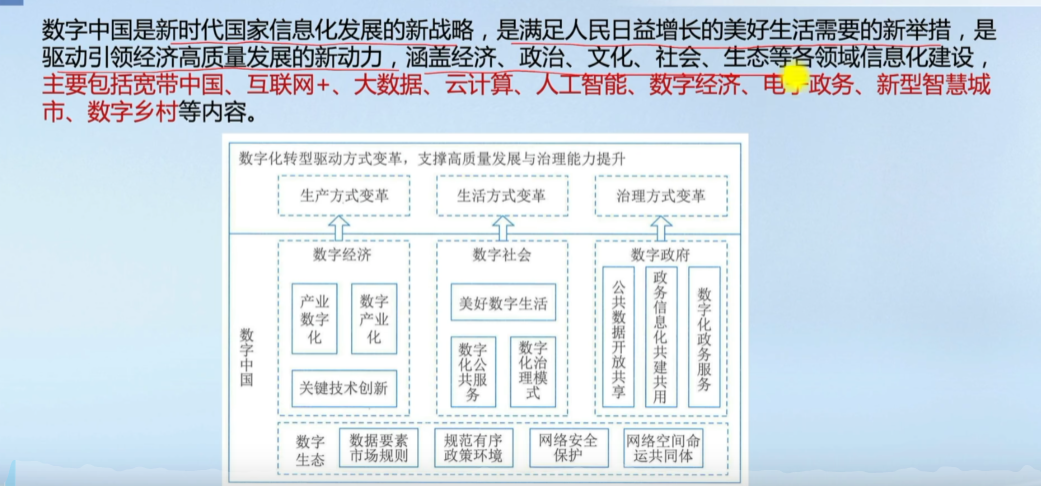 数字中国是新时代国家信息化发展的新战略，是满足人民日益增长的美好生活需要的新举措，是
驱动引领经济高质量发展的新动力，涵盖经济、政治、文化、社会、生态等各领域信息化建设，
主要包括宽带中国、互联网+、大数据、云计算、人工智能、数字经济、电子政务、新型智慧城
市、数字乡村等内容。
数字化转型驱动方式变革，支撑高质量发展与治理能力提升
生产方式变革
生活方式变革
治理方式变革
数字中国
数字经济
产业
数字
化
数字
产业
化
关键技术创新
数字社会
美好数字生活
数字
化公
共服
务
数字
化治
理模
式
数字政府
公共数据开放共享
政务信息化共建共用
数字化政务服务
数字
生态
数据要素
市场规则
规范有序
政策环境
网络安全
保护
网络空间命
运共同体